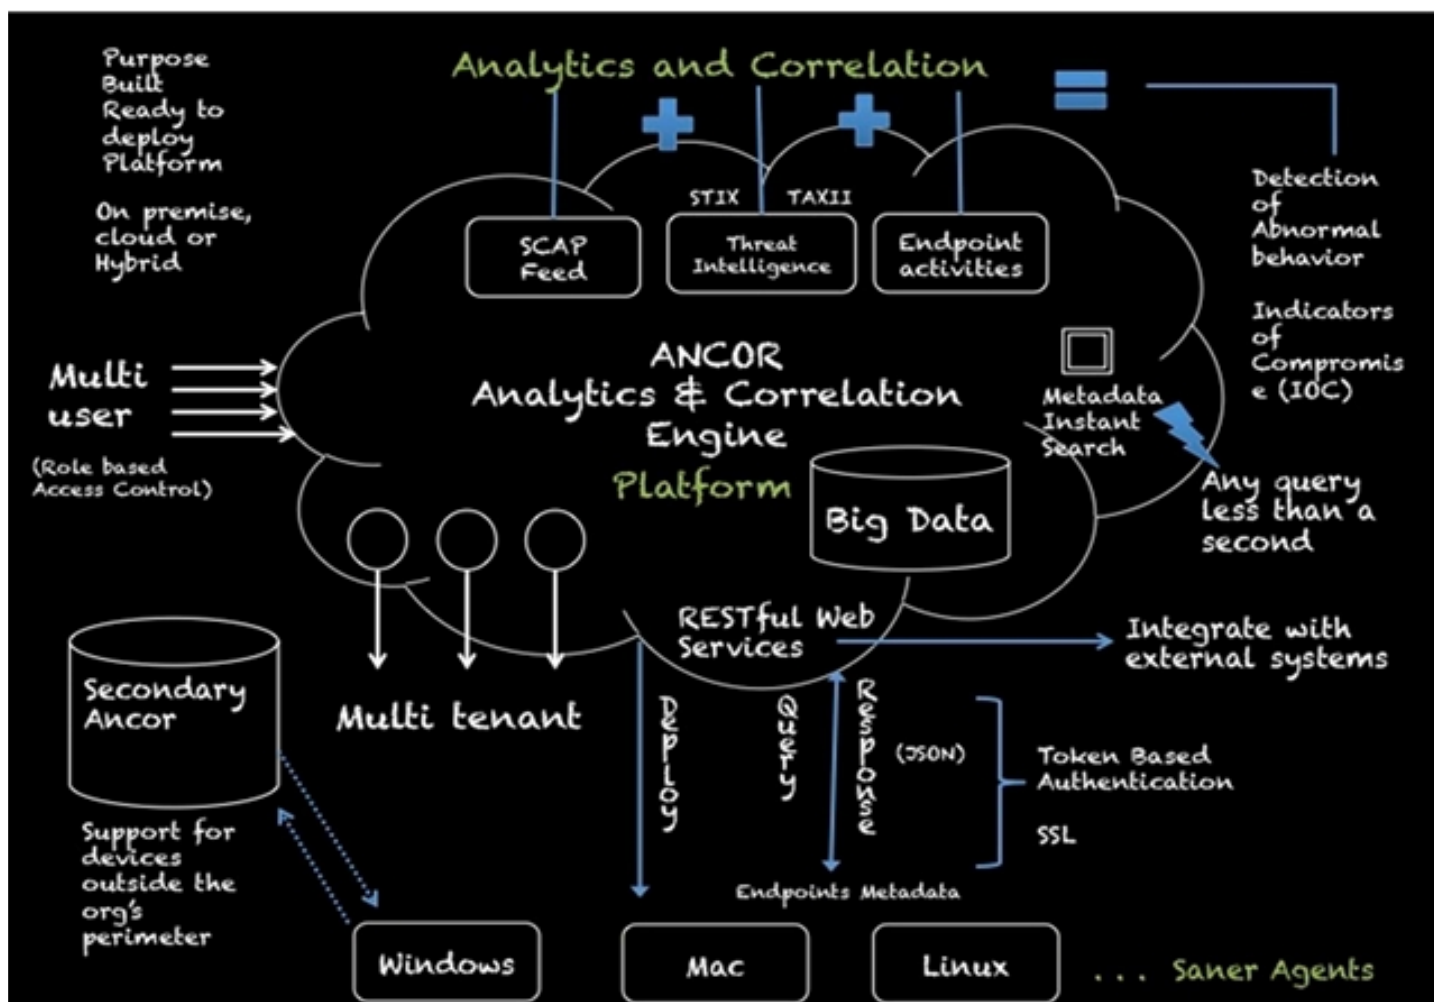 Purpose
Built
Ready to
deploy
Platform
On premise,
cloud or
Hybrid
Analytics and Correlation
STIX TAXII
SCAP
Feed
Threat
Intelligence
Endpoint
activities
Detection
of
Abnormal
behavior
Indicators
of
Compromis
e (IOC)
Multi
user
(Role based
Access Control)
ANCOR
Analytics & Correlation
Engine
Platform
Metadata
Instant
Search
Any query
less than a
second
Big Data
RESTful Web
Services
Integrate with
external systems
Secondary
Ancor
Multi tenant
Deploy
Query
Response
(JSON)
Token Based
Authentication
SSL
Support for
devices
outside the
org's
perimeter
Endpoints Metadata
Windows
Mac
Linux
. . . Saner Agents